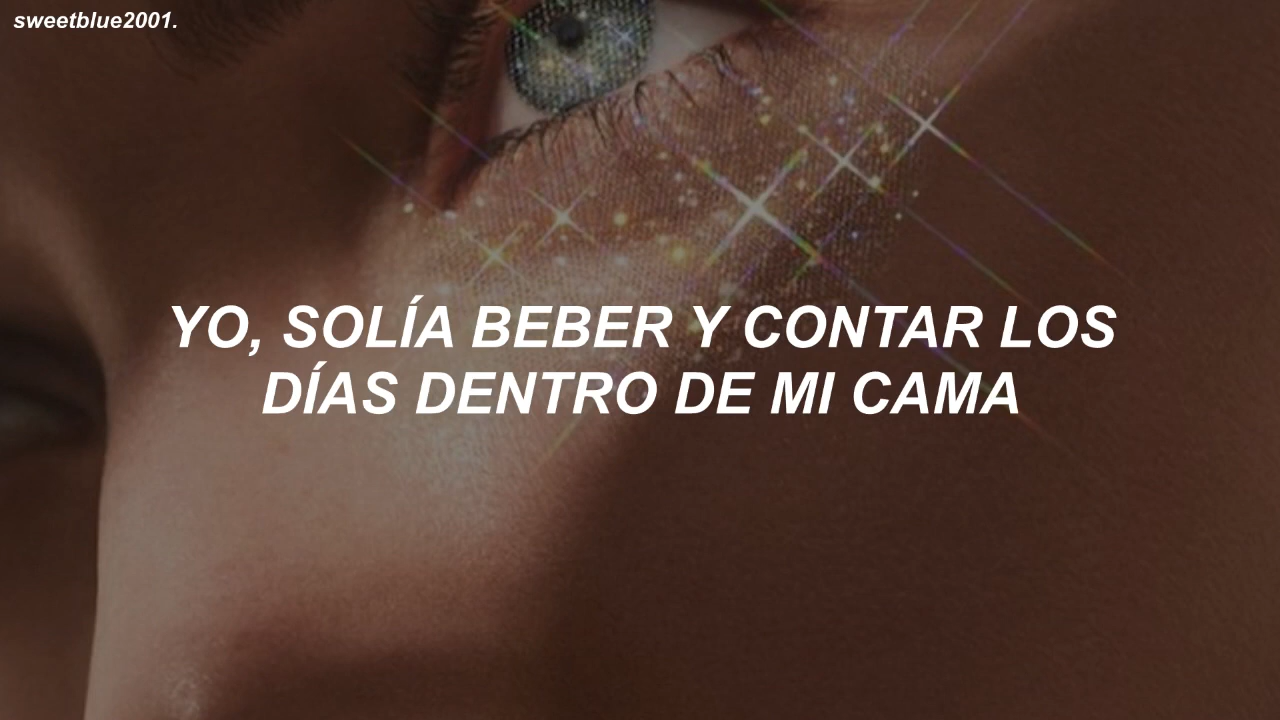 sweetblue2001.
YO, SOLÍA BEBER Y CONTAR LOS
DÍAS DENTRO DE MI CAMA